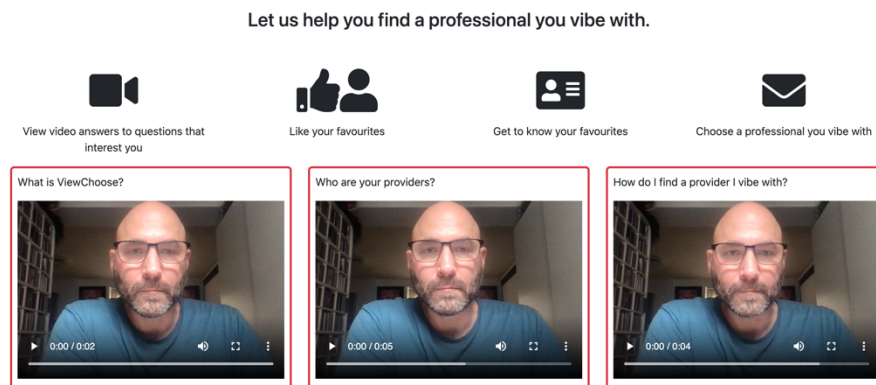 Let us help you find a professional you vibe with.
View video answers to questions that
interest you
Like your favourites
Get to know your favourites
Choose a professional you vibe with
What is ViewChoose?
Who are your providers?
How do I find a provider I vibe with?
0:00 / 0:02
0:00 / 0:05
0:00 / 0:04